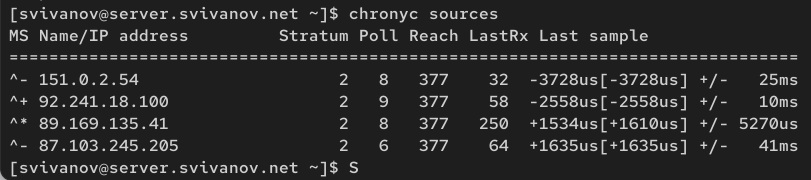 [svivanov@server.svivanov.net ~]$ chronyc sources
MS Name/IP address         Stratum Poll Reach LastRx Last sample
===============================================================================
^- 151.0.2.54                    2   8   377    32  -3728us[-3728us] +/-   25ms
^+ 92.241.18.100                 2   9   377    58  -2558us[-2558us] +/-   10ms
^* 89.169.135.41                 2   8   377   250  +1534us[+1610us] +/- 5270us
^- 87.103.245.205                2   6   377    64  +1635us[+1635us] +/-   41ms
[svivanov@server.svivanov.net ~]$ S